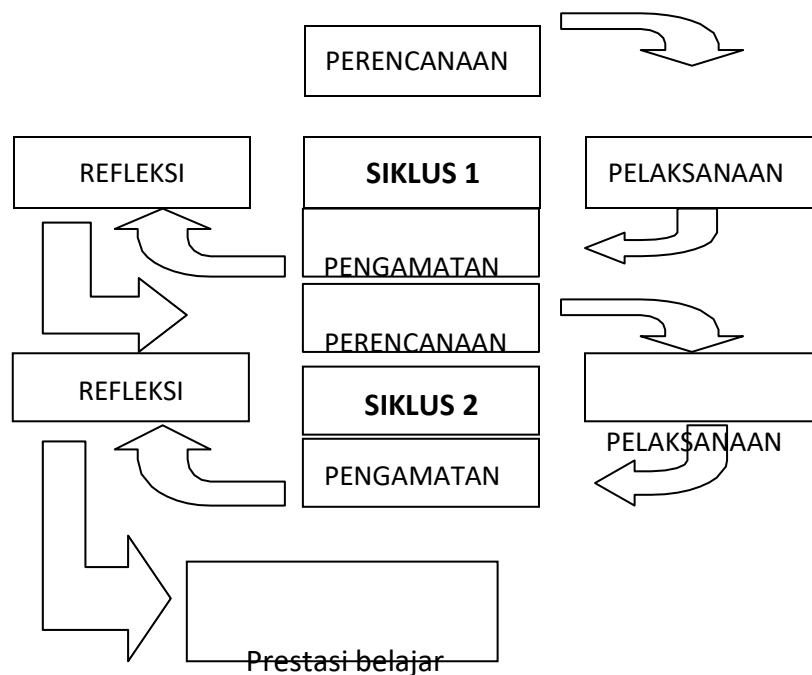 PERENCANAAN
REFLEKSI
SIKLUS 1
PELAKSANAAN
PENGAMATAN
PERENCANAAN
REFLEKSI
SIKLUS 2
PELAKSANAAN
PENGAMATAN
Prestasi belajar